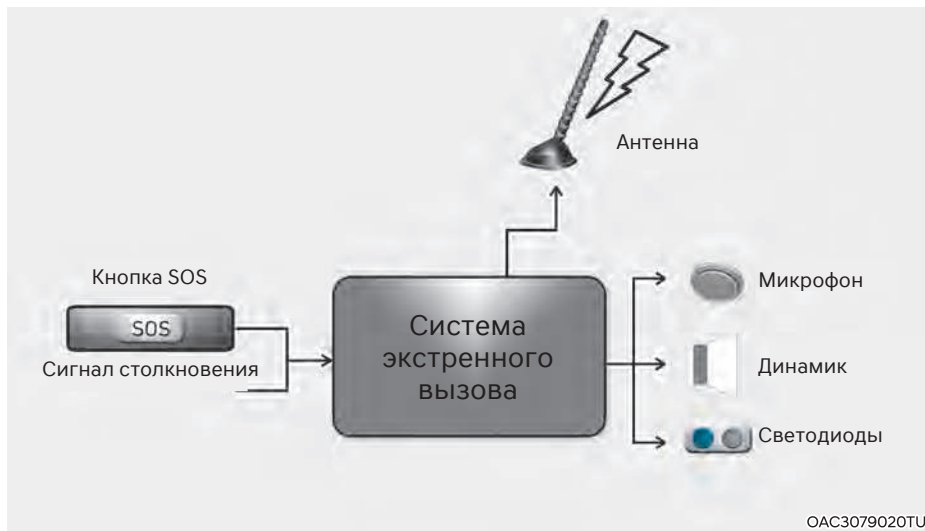 Антенна
Кнопка SOS
SOS
Сигнал столкновения
Система
экстренного
вызова
Микрофон
Динамик
Светодиоды
OAC3079020TU